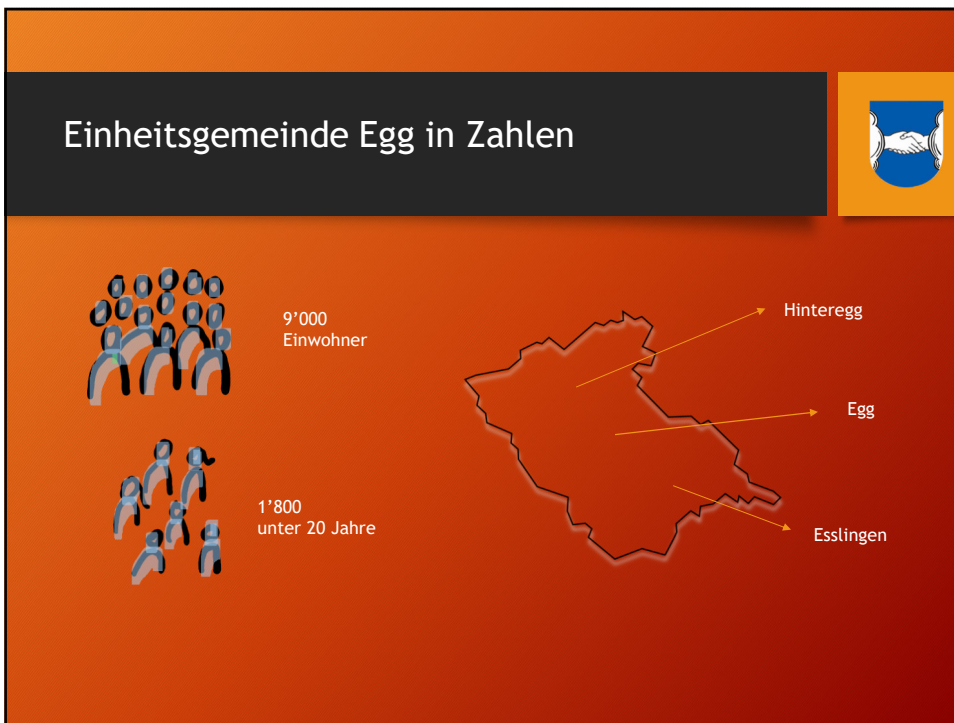 Einheitsgemeinde Egg in Zahlen
9’000
Einwohner
1’800
unter 20 Jahre
Hinteregg
Egg
Esslingen